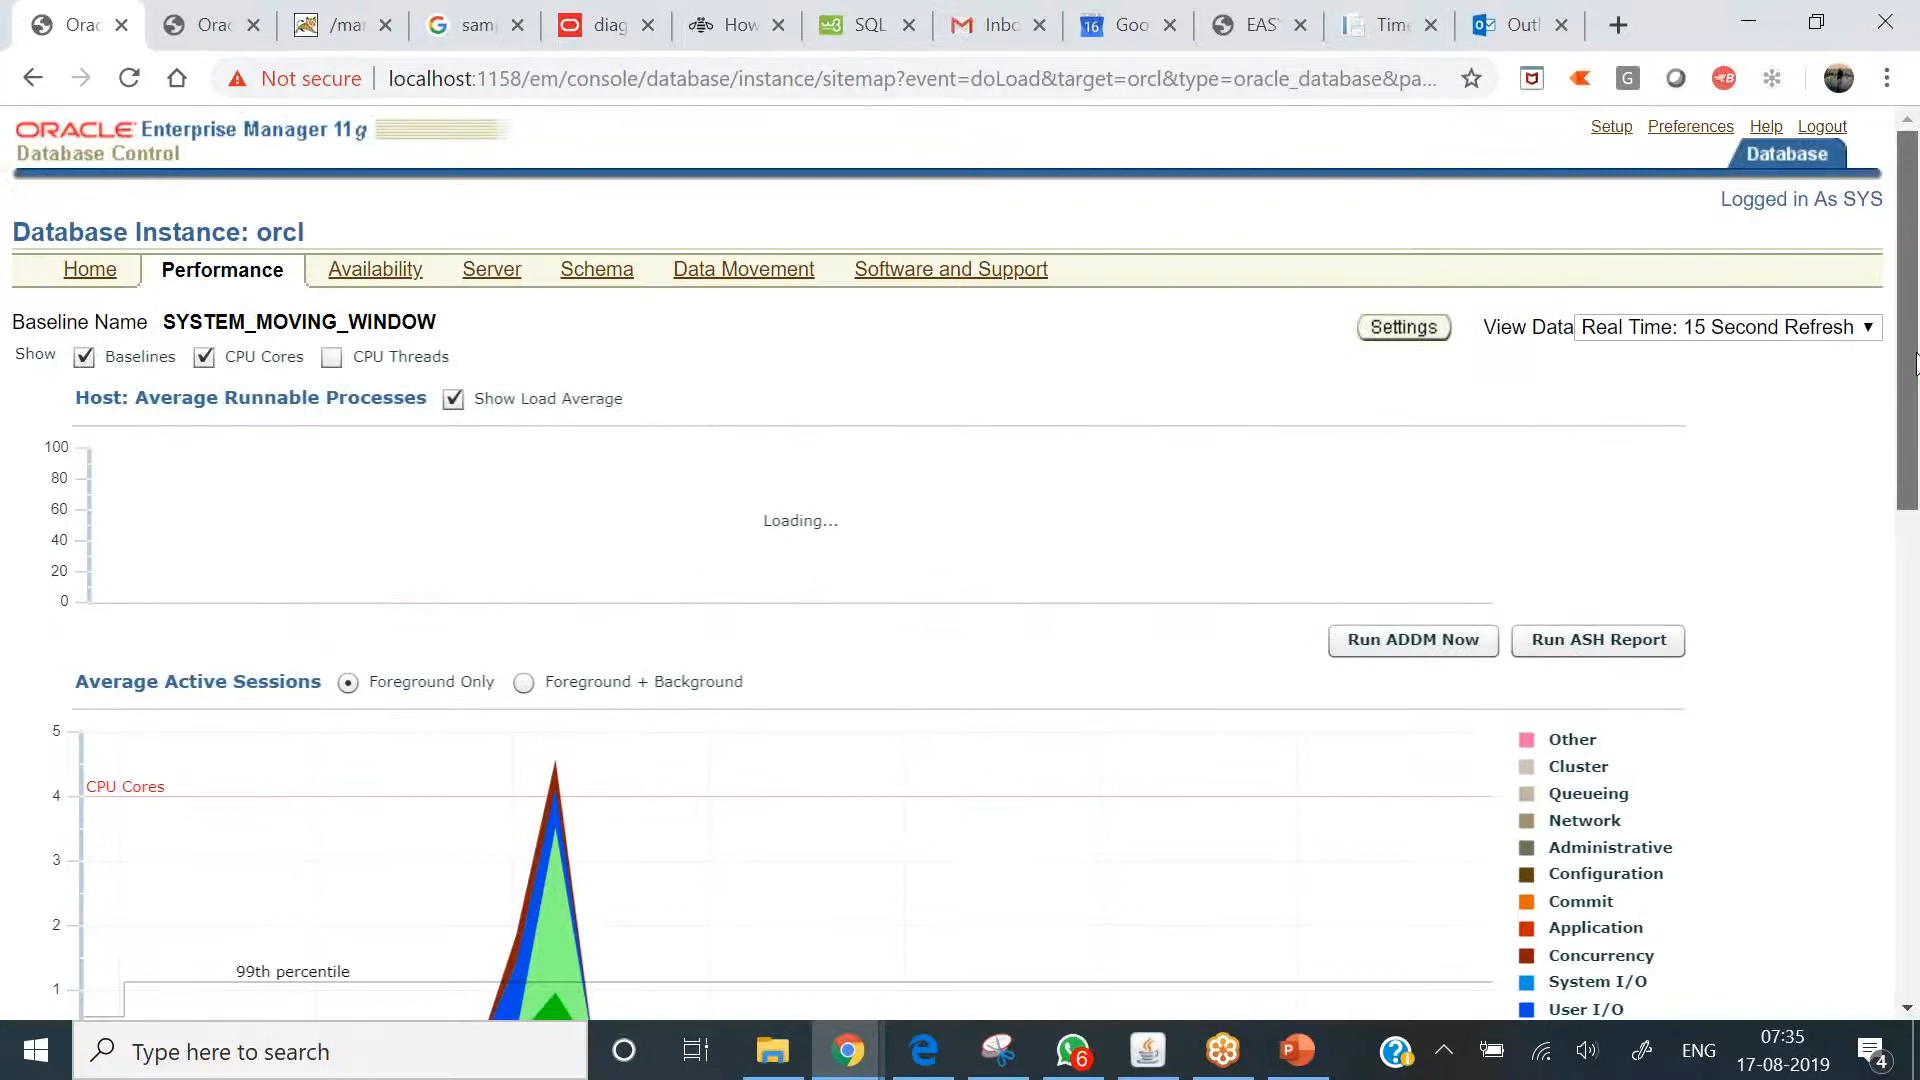 Orac
Orac
/mar
sam
diag
How
SQL
Inbo
16
Goo
EAS
Time
Outl
Not secure
localhost:1158/em/console/database/instance/sitemap?event=doLoad&target=orcl&type=oracle_database&pa...
ORACLE Enterprise Manager 11g
Database Control
Setup Preferences Help Logout
Database
Logged in As SYS
Database Instance: orcl
Home Performance Availability Server Schema Data Movement Software and Support
Baseline Name SYSTEM_MOVING_WINDOW
Settings View Data Real Time: 15 Second Refresh
Show Baselines CPU Cores CPU Threads
Host: Average Runnable Processes Show Load Average
100
80
60
40
20
0
Loading...
Run ADDM Now Run ASH Report
Average Active Sessions Foreground Only Foreground + Background
5
4
3
2
1
CPU Cores
99th percentile
Other
Cluster
Queueing
Network
Administrative
Configuration
Commit
Application
Concurrency
System I/O
User I/O
Type here to search
6
ENG
07:35
17-08-2019
4